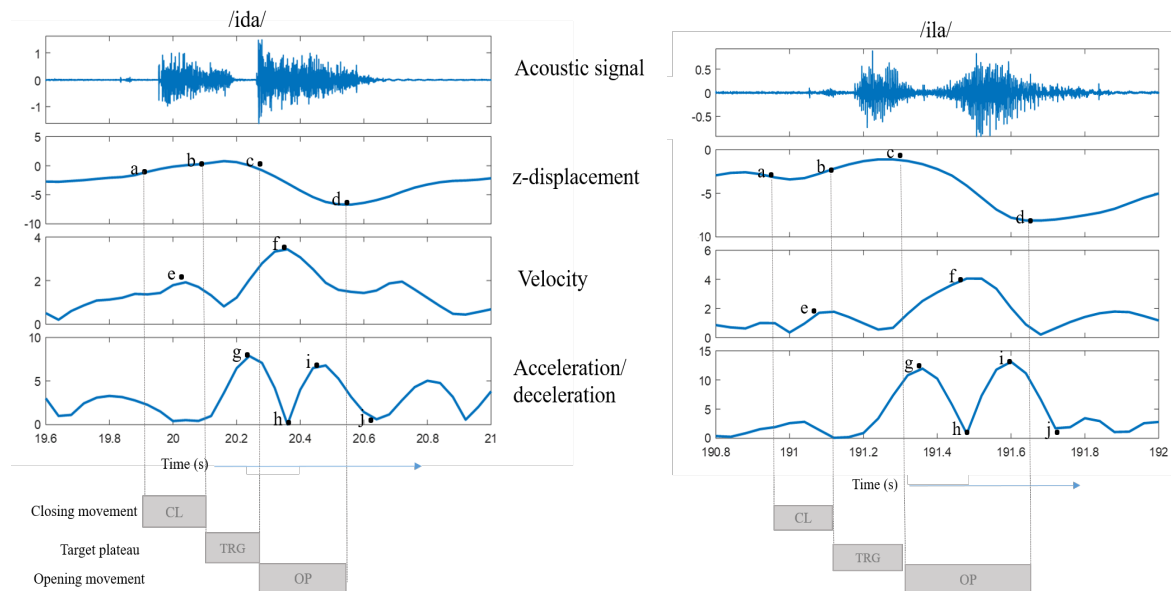 /ida/
1
0
-1
Acoustic signal
/ila/
0.5
0
-0.5
5
0
-5
-10
a
b
c
d
z-displacement
0
5
10
a
b
c
d
4
2
0
e
f
Velocity
6
4
2
0
e
f
10
5
0
g
h
i
j
Acceleration/
deceleration
15
10
5
0
g
h
i
j
19.6 19.8 20 20.2 20.4 20.6 20.8 21
190.8 191 191.2 191.4 191.6 191.8 192
Time (s)
Time (s)
Closing movement
CL
Target plateau
TRG
Opening movement
OP
CL
TRG
OP